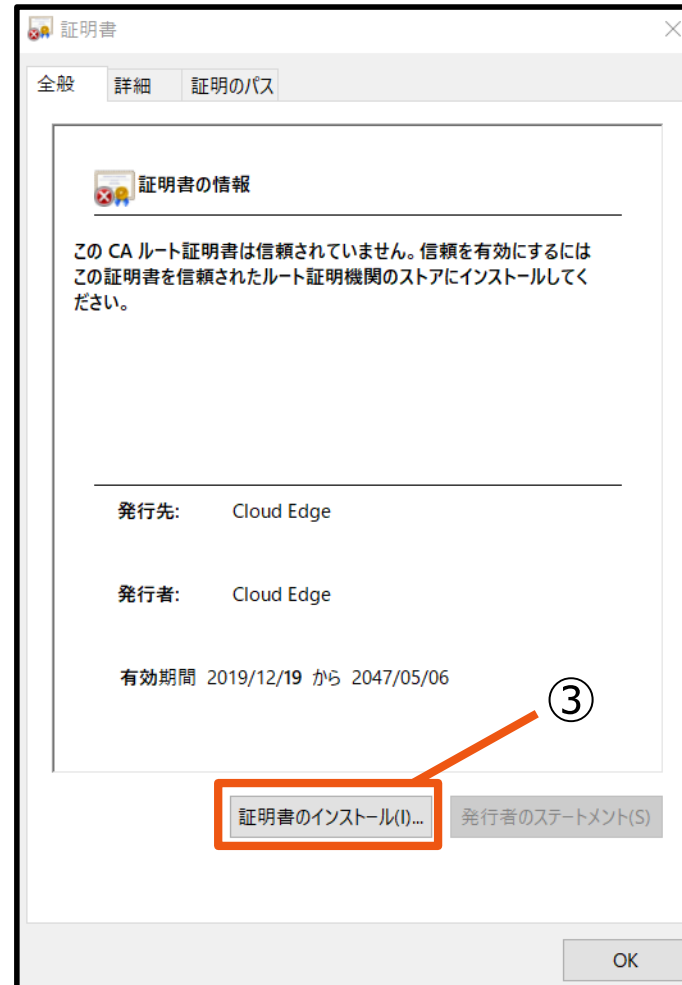 証明書
全般 詳細 証明のパス
証明書の情報
この CA ルート証明書は信頼されていません。信頼を有効にするには
この証明書を信頼されたルート証明機関のストアにインストールしてく
ださい。
発行先: Cloud Edge
発行者: Cloud Edge
有効期間 2019/12/19 から 2047/05/06
③
証明書のインストール(I)... 発行者のステートメント(S)
OK